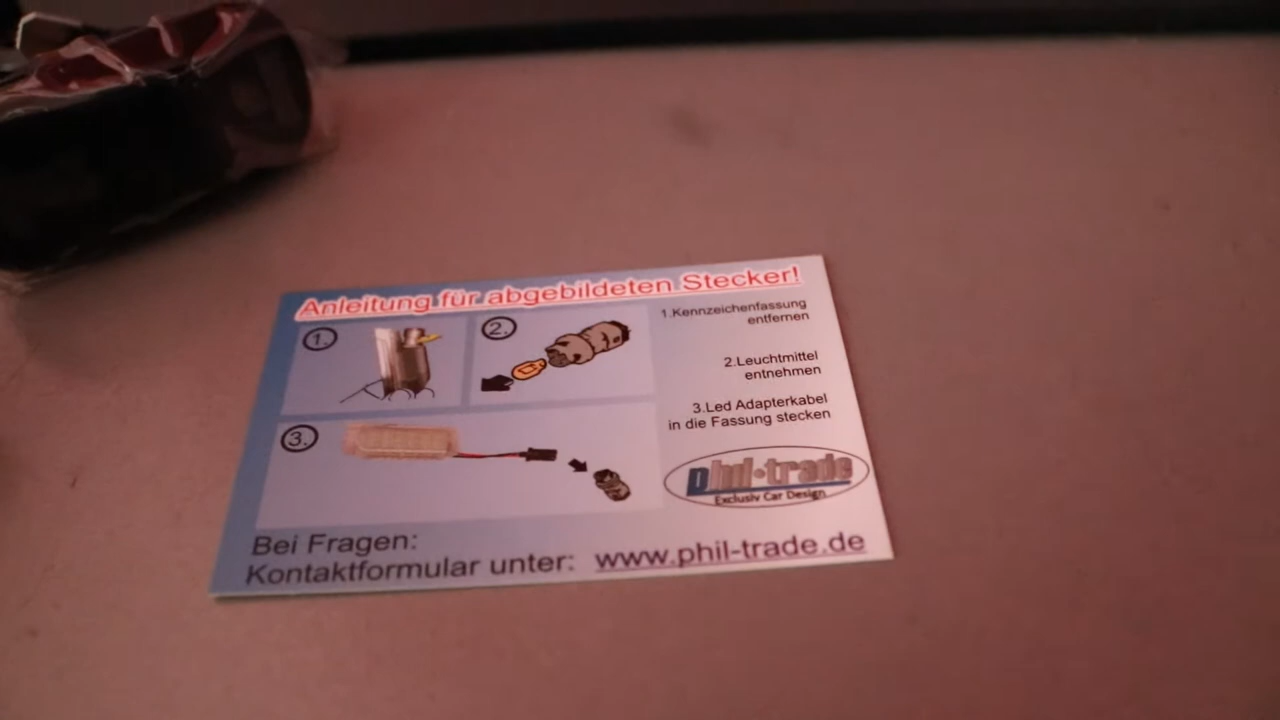 Anleitung für abgebildeten Stecker!
1.
2.
3.
1.Kennzeichenfassung
entfernen
2.Leuchtmittel
entnehmen
3.Led Adapterkabel
in die Fassung stecken
phil-trade
Exclusiv Car Design
Bei Fragen:
Kontaktformular unter: www.phil-trade.de